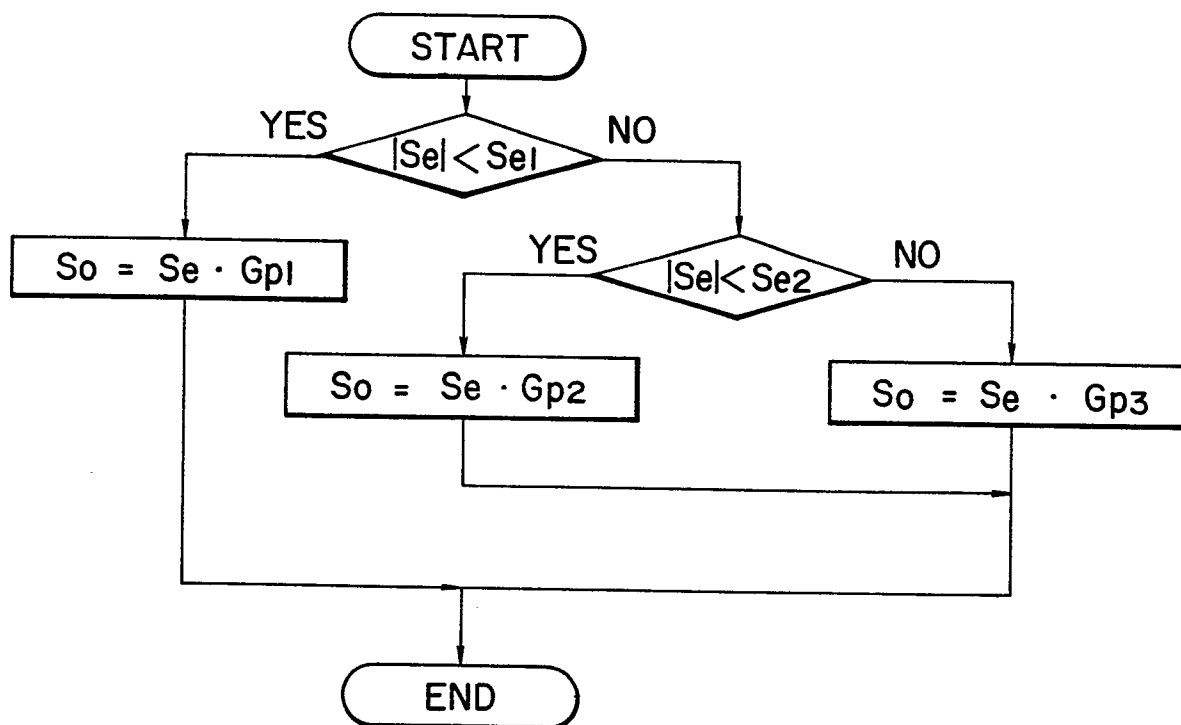 START
YES
NO
|Se| < Se1
So = Se · Gp1
YES
NO
|Se| < Se2
So = Se · Gp2
So = Se · Gp3
END